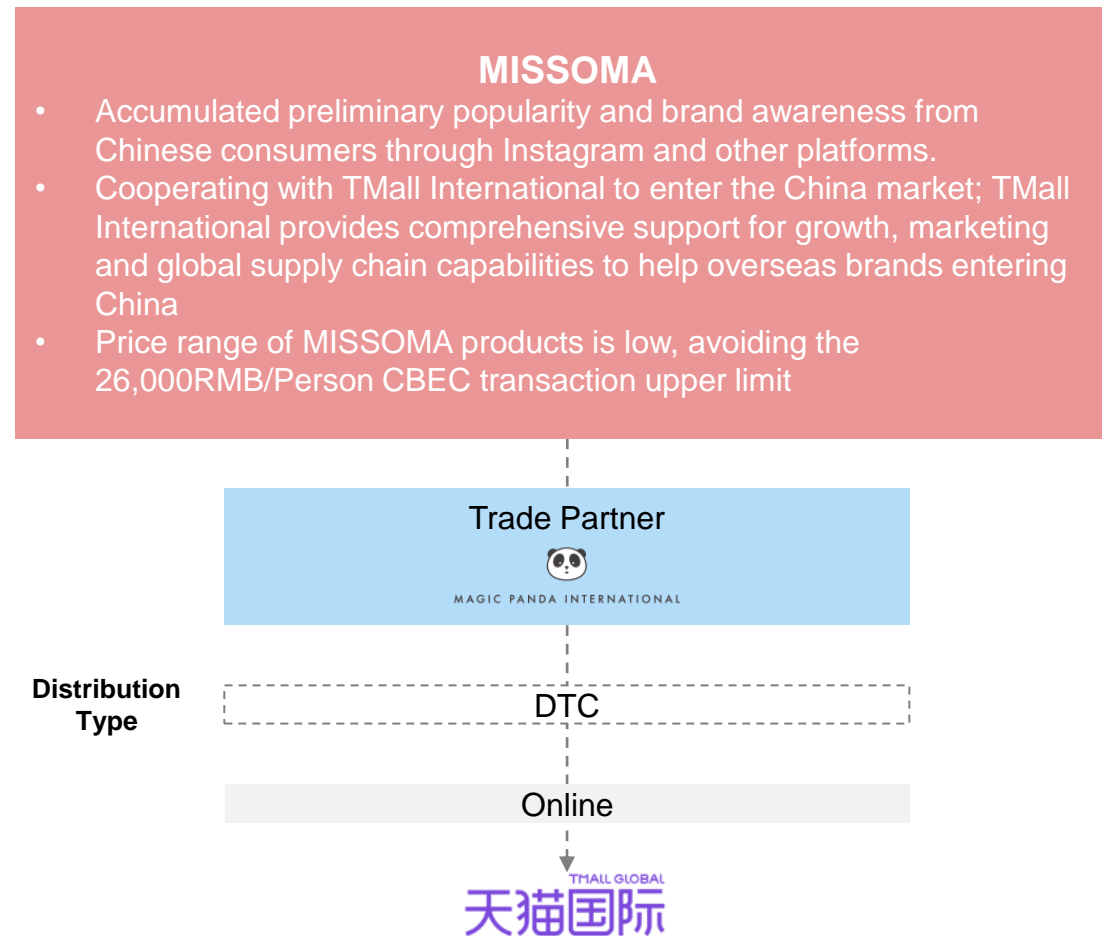 MISSOMA
• Accumulated preliminary popularity and brand awareness from
Chinese consumers through Instagram and other platforms.
• Cooperating with TMall International to enter the China market; TMall
International provides comprehensive support for growth, marketing
and global supply chain capabilities to help overseas brands entering
China
• Price range of MISSOMA products is low, avoiding the
26,000RMB/Person CBEC transaction upper limit
Trade Partner
MAGIC PANDA INTERNATIONAL
Distribution
Type
DTC
Online
TMALL GLOBAL
天猫国际